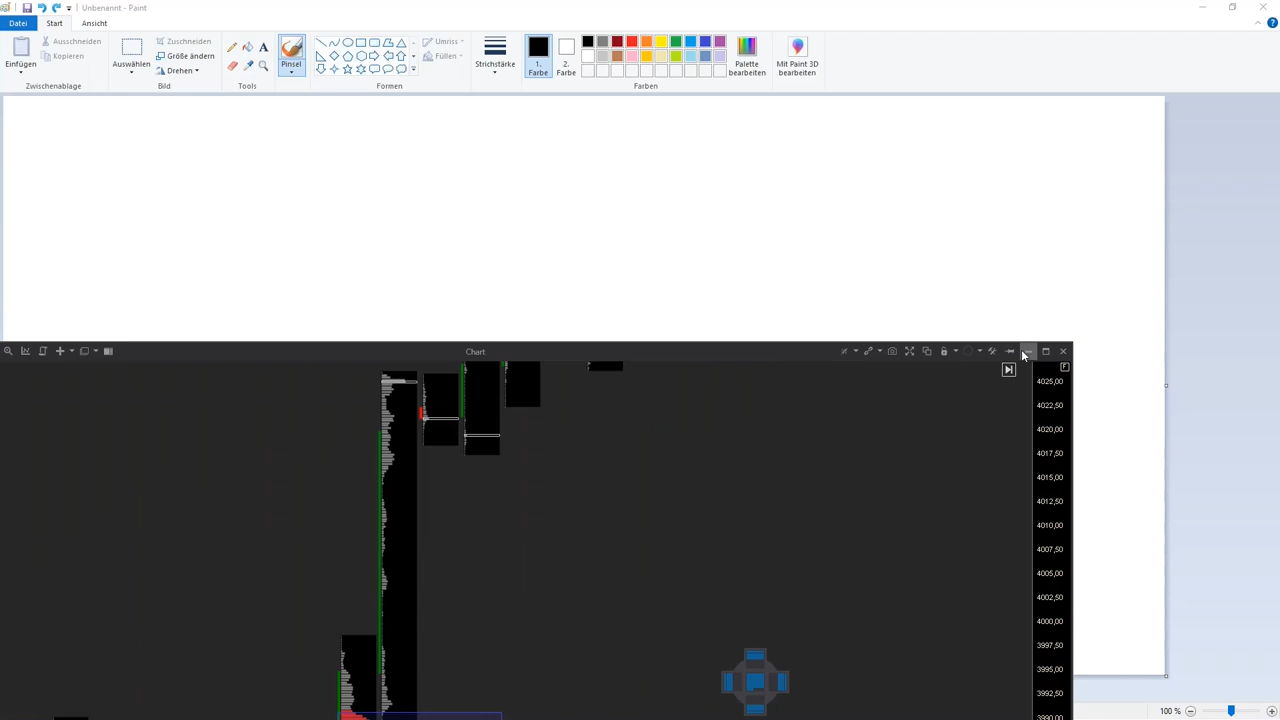 Unbenannt - Paint
Datei
Start
Ansicht
Einfügen
Ausschneiden
Kopieren
Zwischenablage
Auswählen
Zuschneiden
Größe ändern
Drehen
Bild
A
Tools
Pinsel
Umriss
Füllen
Formen
Strichstärke
1.
Farbe
2.
Farbe
Palette
bearbeiten
Mit Paint 3D
bearbeiten
Farben
Chart
F
4025,00
4022,50
4020,00
4017,50
4015,00
4012,50
4010,00
4007,50
4005,00
4002,50
4000,00
3997,50
3995,00
3992,50
3990,00